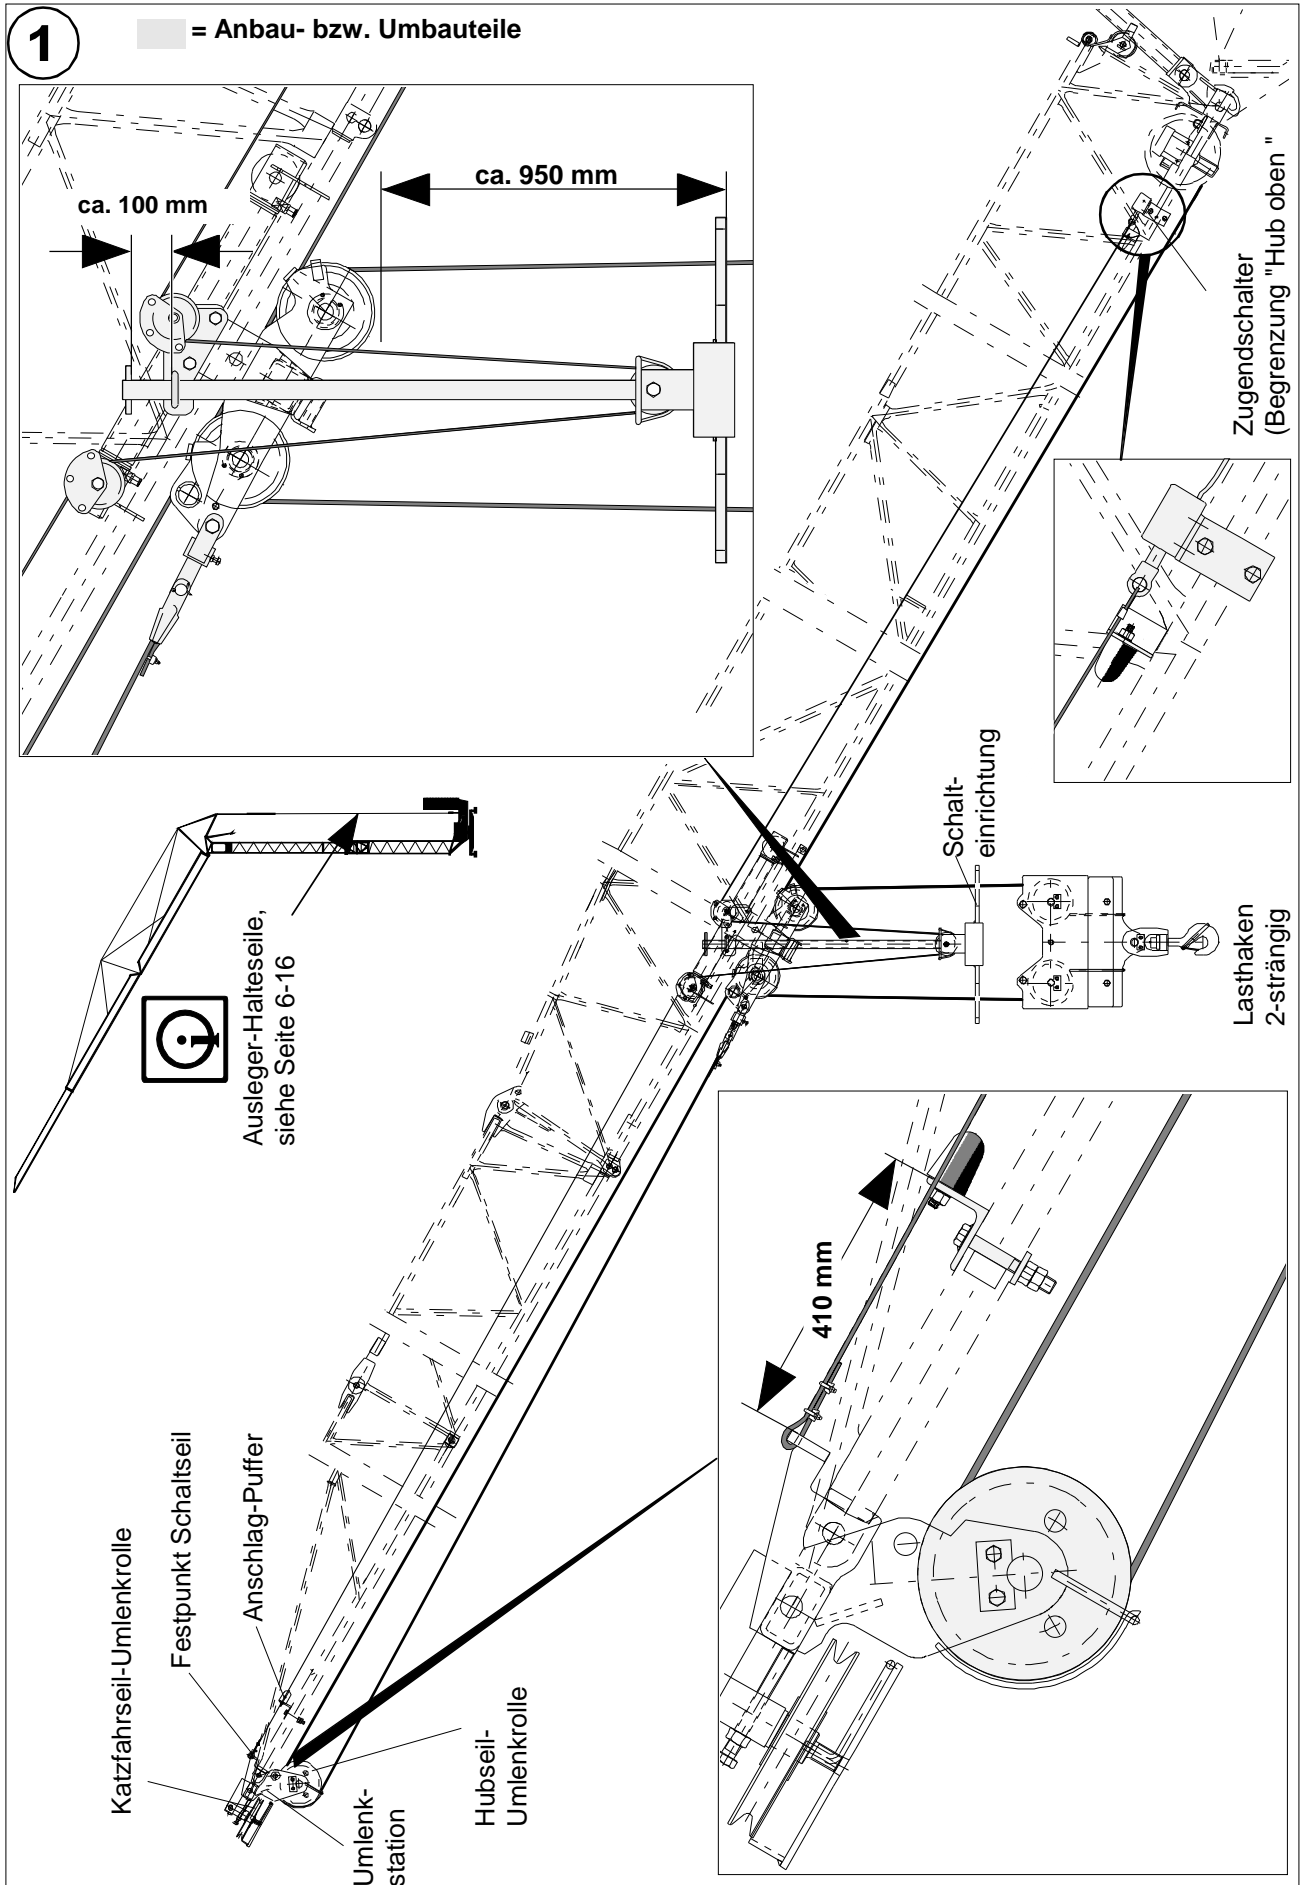 1
= Anbau- bzw. Umbauteile
ca. 950 mm
ca. 100 mm
Zugendschalter
(Begrenzung "Hub oben "
Schalt-
einrichtung
Ausleger-Halteseile,
siehe Seite 6-16
Lasthaken
2-strängig
410 mm
Katzfahrseil-Umlenkrolle
Festpunkt Schaltseil
Anschlag-Puffer
Umlenk-
station
Hubseil-
Umlenkrolle